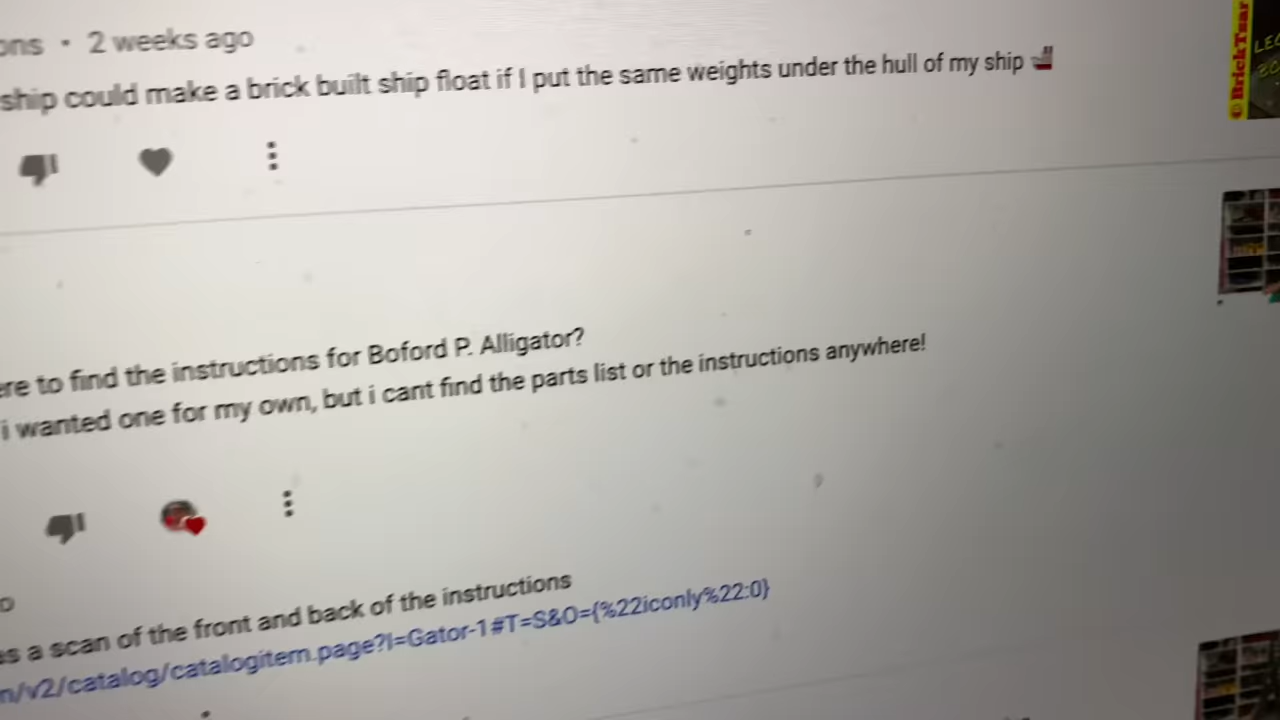 ons • 2 weeks ago
ship could make a brick built ship float if I put the same weights under the hull of my ship
© BrickTsar
ere to find the instructions for Boford P. Alligator?
i wanted one for my own, but i cant find the parts list or the instructions anywhere!
o
as a scan of the front and back of the instructions
n/v2/catalog/catalogitem.page?I=Gator-1#T=S&O={%22iconly%22:0}